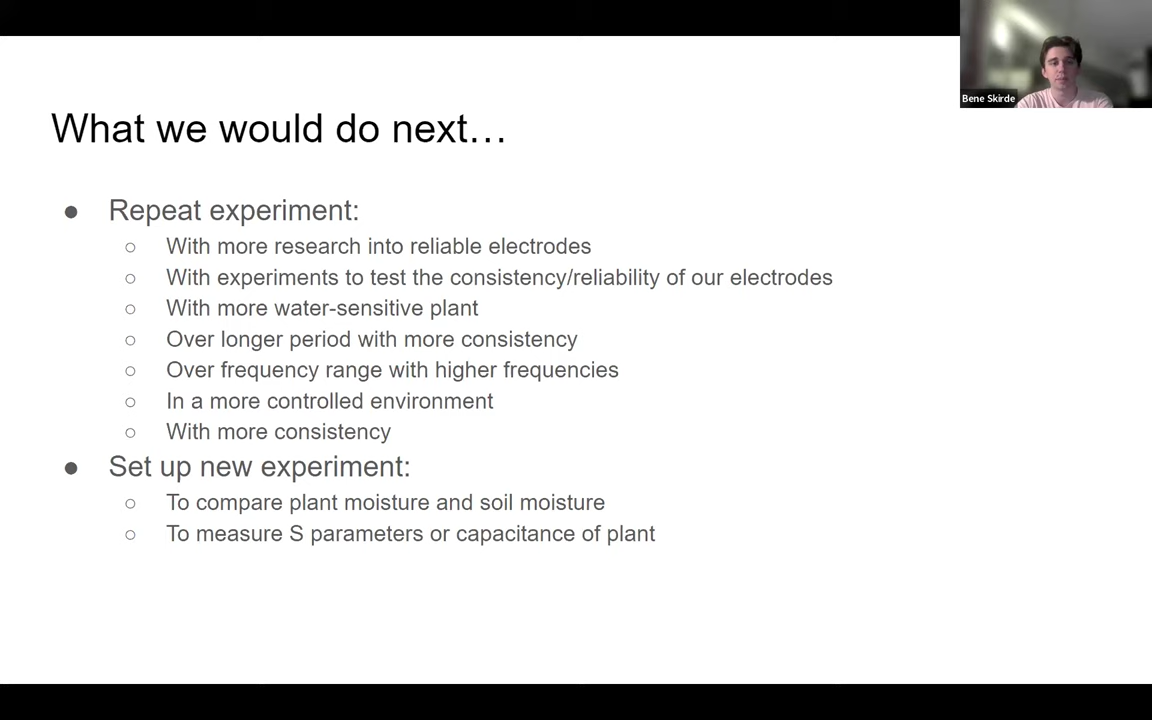 Bene Skirde
What we would do next…
● Repeat experiment:
○ With more research into reliable electrodes
○ With experiments to test the consistency/reliability of our electrodes
○ With more water-sensitive plant
○ Over longer period with more consistency
○ Over frequency range with higher frequencies
○ In a more controlled environment
○ With more consistency
● Set up new experiment:
○ To compare plant moisture and soil moisture
○ To measure S parameters or capacitance of plant